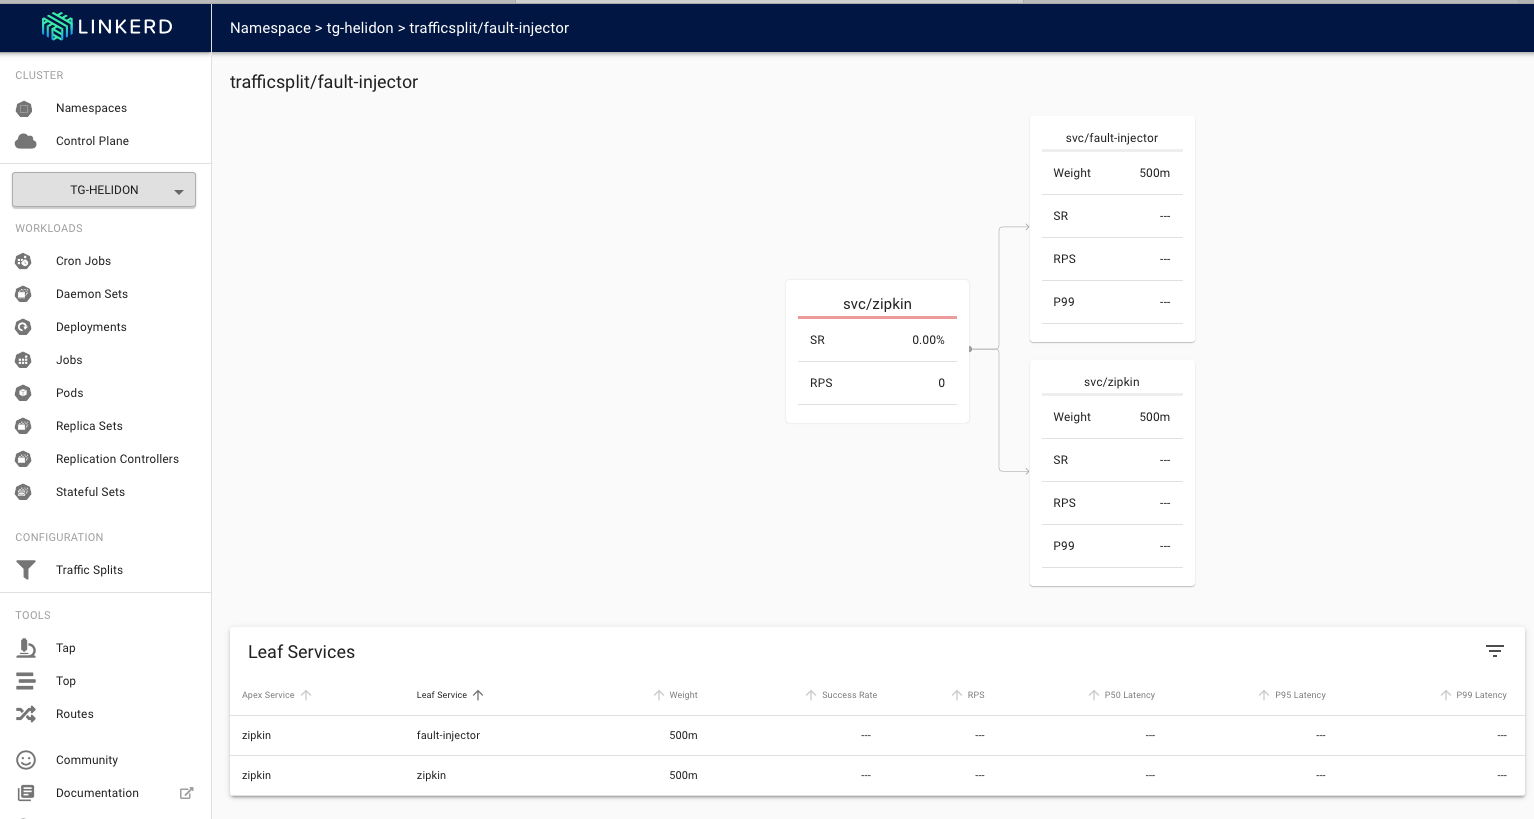 LINKERD
Namespace > tg-helidon > trafficsplit/fault-injector
CLUSTER
Namespaces
Control Plane
TG-HELIDON
WORKLOADS
Cron Jobs
Daemon Sets
Deployments
Jobs
Pods
Replica Sets
Replication Controllers
Stateful Sets
CONFIGURATION
Traffic Splits
TOOLS
Tap
Top
Routes
Community
Documentation
trafficsplit/fault-injector
svc/zipkin
SR 0.00%
RPS 0
svc/fault-injector
Weight 500m
SR ---
RPS ---
P99 ---
svc/zipkin
Weight 500m
SR ---
RPS ---
P99 ---
Leaf Services
Apex Service Leaf Service Weight Success Rate RPS P50 Latency P95 Latency P99 Latency
zipkin fault-injector 500m --- --- --- --- ---
zipkin zipkin 500m --- --- --- --- ---